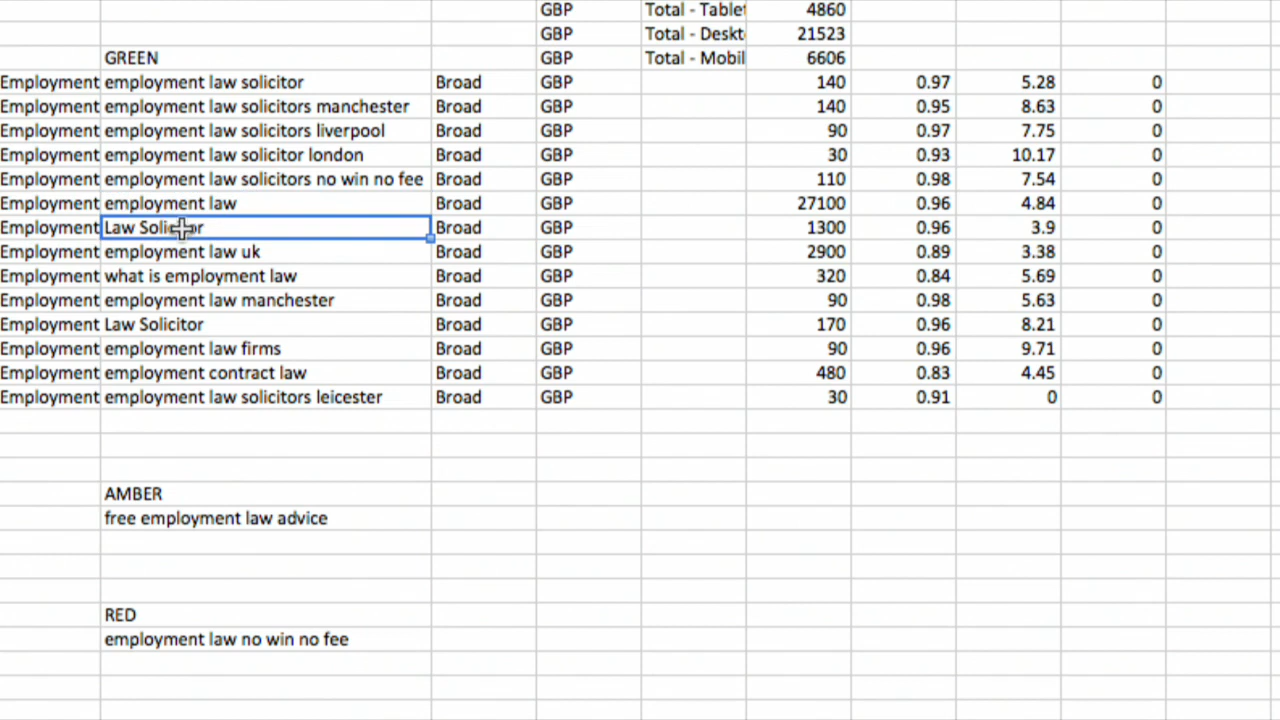 GBP Total - Tablet 4860
GBP Total - Deskt 21523
GREEN GBP Total - Mobil 6606
Employment employment law solicitor Broad GBP 140 0.97 5.28 0
Employment employment law solicitors manchester Broad GBP 140 0.95 8.63 0
Employment employment law solicitors liverpool Broad GBP 90 0.97 7.75 0
Employment employment law solicitor london Broad GBP 30 0.93 10.17 0
Employment employment law solicitors no win no fee Broad GBP 110 0.98 7.54 0
Employment employment law Broad GBP 27100 0.96 4.84 0
Employment Law Solicitor Broad GBP 1300 0.96 3.9 0
Employment employment law uk Broad GBP 2900 0.89 3.38 0
Employment what is employment law Broad GBP 320 0.84 5.69 0
Employment employment law manchester Broad GBP 90 0.98 5.63 0
Employment Law Solicitor Broad GBP 170 0.96 8.21 0
Employment employment law firms Broad GBP 90 0.96 9.71 0
Employment employment contract law Broad GBP 480 0.83 4.45 0
Employment employment law solicitors leicester Broad GBP 30 0.91 0 0
AMBER
free employment law advice
RED
employment law no win no fee